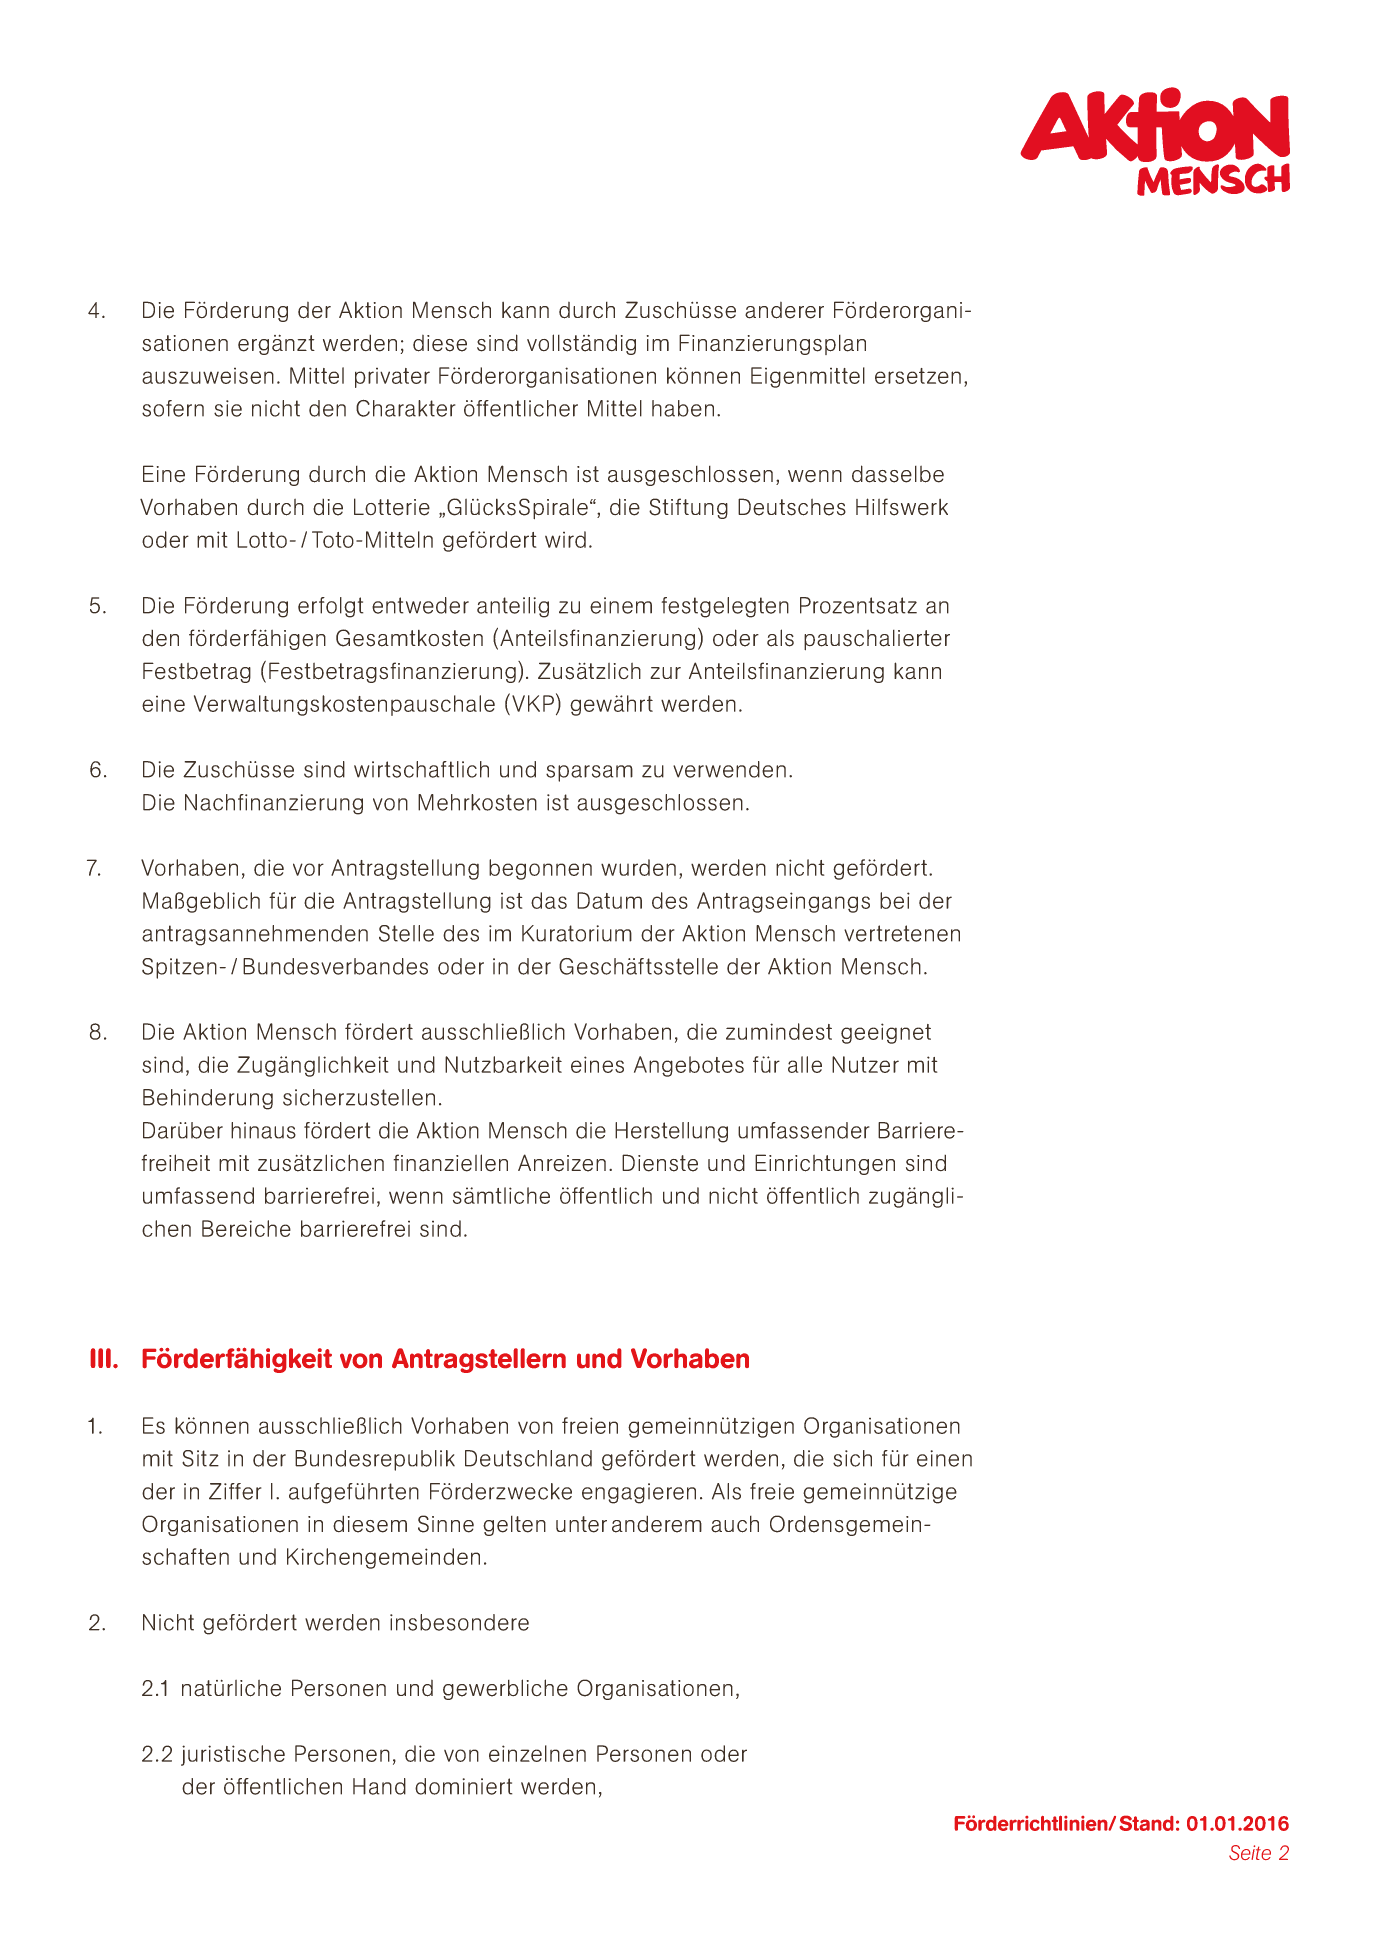 AKtion
MENSCH
4. Die Förderung der Aktion Mensch kann durch Zuschüsse anderer Förderorgani-
sationen ergänzt werden; diese sind vollständig im Finanzierungsplan
auszuweisen. Mittel privater Förderorganisationen können Eigenmittel ersetzen,
sofern sie nicht den Charakter öffentlicher Mittel haben.
Eine Förderung durch die Aktion Mensch ist ausgeschlossen, wenn dasselbe
Vorhaben durch die Lotterie „GlücksSpirale“, die Stiftung Deutsches Hilfswerk
oder mit Lotto- / Toto-Mitteln gefördert wird.
5. Die Förderung erfolgt entweder anteilig zu einem festgelegten Prozentsatz an
den förderfähigen Gesamtkosten (Anteilsfinanzierung) oder als pauschalierter
Festbetrag (Festbetragsfinanzierung). Zusätzlich zur Anteilsfinanzierung kann
eine Verwaltungskostenpauschale (VKP) gewährt werden.
6. Die Zuschüsse sind wirtschaftlich und sparsam zu verwenden.
Die Nachfinanzierung von Mehrkosten ist ausgeschlossen.
7. Vorhaben, die vor Antragstellung begonnen wurden, werden nicht gefördert.
Maßgeblich für die Antragstellung ist das Datum des Antragseingangs bei der
antragsannehmenden Stelle des im Kuratorium der Aktion Mensch vertretenen
Spitzen- / Bundesverbandes oder in der Geschäftsstelle der Aktion Mensch.
8. Die Aktion Mensch fördert ausschließlich Vorhaben, die zumindest geeignet
sind, die Zugänglichkeit und Nutzbarkeit eines Angebotes für alle Nutzer mit
Behinderung sicherzustellen.
Darüber hinaus fördert die Aktion Mensch die Herstellung umfassender Barriere-
freiheit mit zusätzlichen finanziellen Anreizen. Dienste und Einrichtungen sind
umfassend barrierefrei, wenn sämtliche öffentlich und nicht öffentlich zugängli-
chen Bereiche barrierefrei sind.
III. Förderfähigkeit von Antragstellern und Vorhaben
1. Es können ausschließlich Vorhaben von freien gemeinnützigen Organisationen
mit Sitz in der Bundesrepublik Deutschland gefördert werden, die sich für einen
der in Ziffer I. aufgeführten Förderzwecke engagieren. Als freie gemeinnützige
Organisationen in diesem Sinne gelten unter anderem auch Ordensgemein-
schaften und Kirchengemeinden.
2. Nicht gefördert werden insbesondere
2.1 natürliche Personen und gewerbliche Organisationen,
2.2 juristische Personen, die von einzelnen Personen oder
der öffentlichen Hand dominiert werden,
Förderrichtlinien/ Stand: 01.01.2016
Seite 2